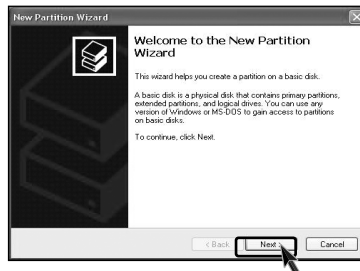 New Partition Wizard
Welcome to the New Partition
Wizard
This wizard helps you create a partition on a basic disk.
A basic disk is a physical disk that contains primary partitions,
extended partitions, and logical drives. You can use any
version of Windows or MS-DOS to gain access to partitions
on basic disks.
To continue, click Next.
< Back
Next >
Cancel